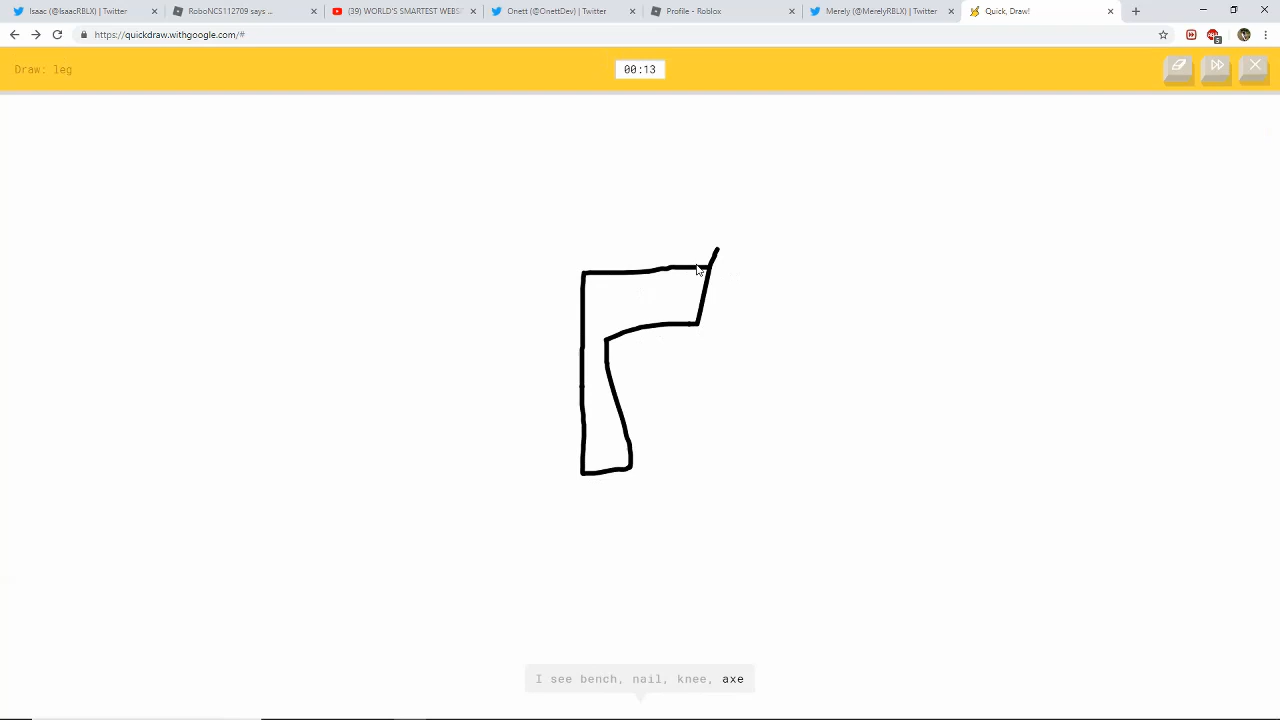 Isaac (@IsaacRBLX) | Twitter
RoboNCS112709 says ...
(39) WORLD'S SMARTEST WEBSI
Onett (@OnettDev) | Twitter
Profile - Roblox
Merely (@MerelyRBLX) | Twitter
Quick, Draw!
https://quickdraw.withgoogle.com/#
Draw: leg
00:13
I see bench, nail, knee, axe